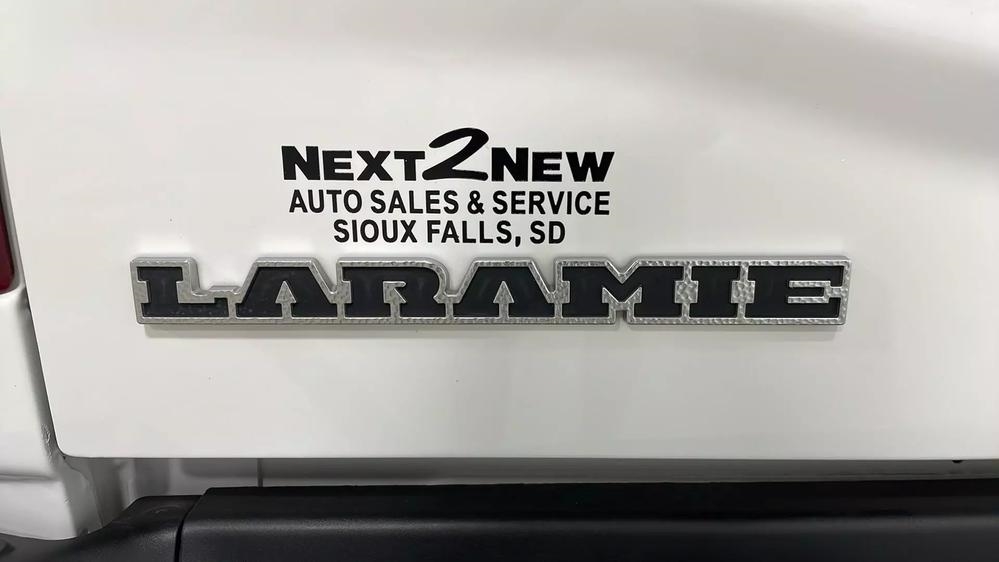 NEXT2NEW
AUTO SALES & SERVICE
SIOUX FALLS, SD
LARAMIE